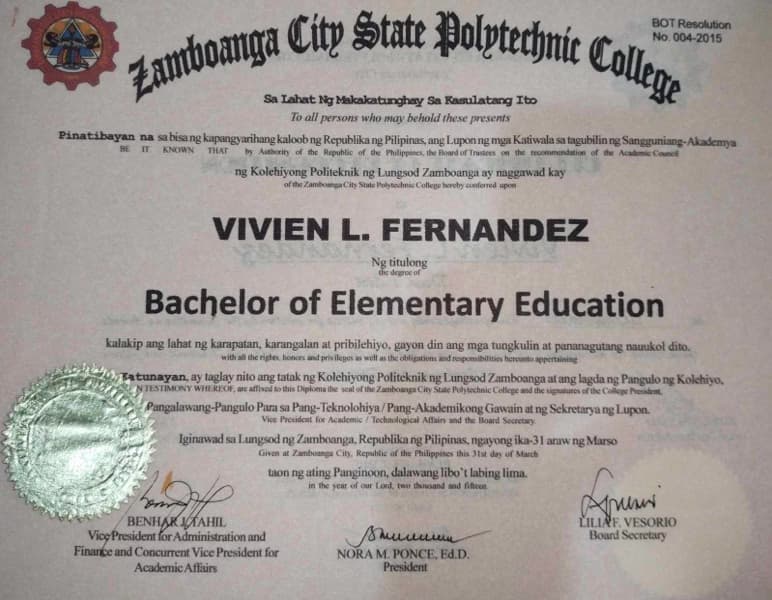 Zamboanga City State Polytechnic College
BOT Resolution
No. 004-2015
Sa Lahat Ng Makakatunghay Sa Kasulatang Ito
To all persons who may behold these presents
Pinatibayan na sa bisa ng kapangyarihang kaloob ng Republika ng Pilipinas, ang Lupon ng mga Katiwala sa tagubilin ng Sangguniang-Akademya
BE IT KNOWN THAT by Authority of the Republic of the Philippines, the Board of Trustees on the recommendation of the Academic Council
ng Kolehiyong Politeknik ng Lungsod Zamboanga ay naggawad kay
of the Zamboanga City State Polytechnic College hereby conferred upon
VIVIEN L. FERNANDEZ
Ng titulong
the degree of
Bachelor of Elementary Education
kalakip ang lahat ng karapatan, karangalan at pribilehiyo, gayon din ang mga tungkulin at pananagutang nauukol dito.
with all the rights, honors and privileges as well as the obligations and responsibilities hereunto appertaining
Katunayan, ay taglay nito ang tatak ng Kolehiyong Politeknik ng Lungsod Zamboanga at ang lagda ng Pangulo ng Kolehiyo,
IN TESTIMONY WHEREOF, are affixed to this Diploma the seal of the Zamboanga City State Polytechnic College and the signatures of the College President,
Pangalawang-Pangulo Para sa Pang-Teknolohiya / Pang-Akademikong Gawain at ng Sekretarya ng Lupon.
Vice President for Academic / Technological Affairs and the Board Secretary.
Iginawad sa Lungsod ng Zamboanga, Republika ng Pilipinas, ngayong ika-31 araw ng Marso
Given at Zamboanga City, Republic of the Philippines this 31st day of March
taon ng ating Panginoon, dalawang libo't labing lima.
in the year of our Lord, two thousand and fifteen.
BENHAR J. TAHIL
Vice President for Administration and
Finance and Concurrent Vice President for
Academic Affairs
NORA M. PONCE, Ed.D.
President
LILIA F. VESORIO
Board Secretary